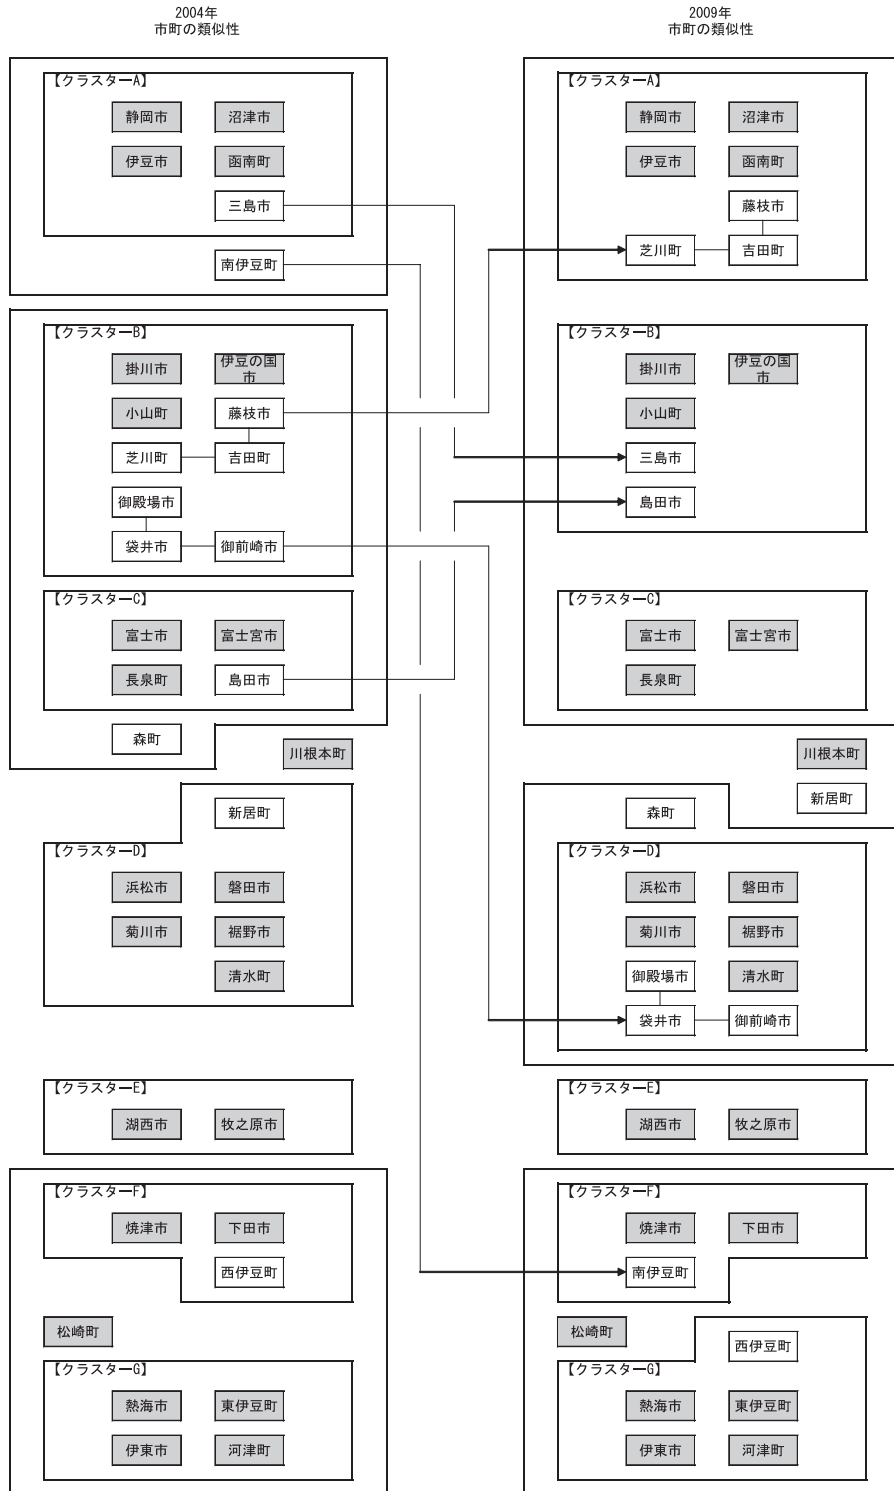 2004年
市町の類似性
【クラスターA】
静岡市 沼津市
伊豆市 函南町
三島市
南伊豆町
【クラスターB】
掛川市 伊豆の国
市
小山町 藤枝市
芝川町 吉田町
御殿場市
袋井市 御前崎市
【クラスターC】
富士市 富士宮市
長泉町 島田市
森町
川根本町
新居町
【クラスターD】
浜松市 磐田市
菊川市 裾野市
清水町
【クラスターE】
湖西市 牧之原市
【クラスターF】
焼津市 下田市
西伊豆町
松崎町
【クラスターG】
熱海市 東伊豆町
伊東市 河津町
2009年
市町の類似性
【クラスターA】
静岡市 沼津市
伊豆市 函南町
藤枝市
芝川町 吉田町
【クラスターB】
掛川市 伊豆の国
市
小山町
三島市
島田市
【クラスターC】
富士市 富士宮市
長泉町
川根本町
新居町
森町
【クラスターD】
浜松市 磐田市
菊川市 裾野市
御殿場市 清水町
袋井市 御前崎市
【クラスターE】
湖西市 牧之原市
【クラスターF】
焼津市 下田市
南伊豆町
松崎町
西伊豆町
【クラスターG】
熱海市 東伊豆町
伊東市 河津町